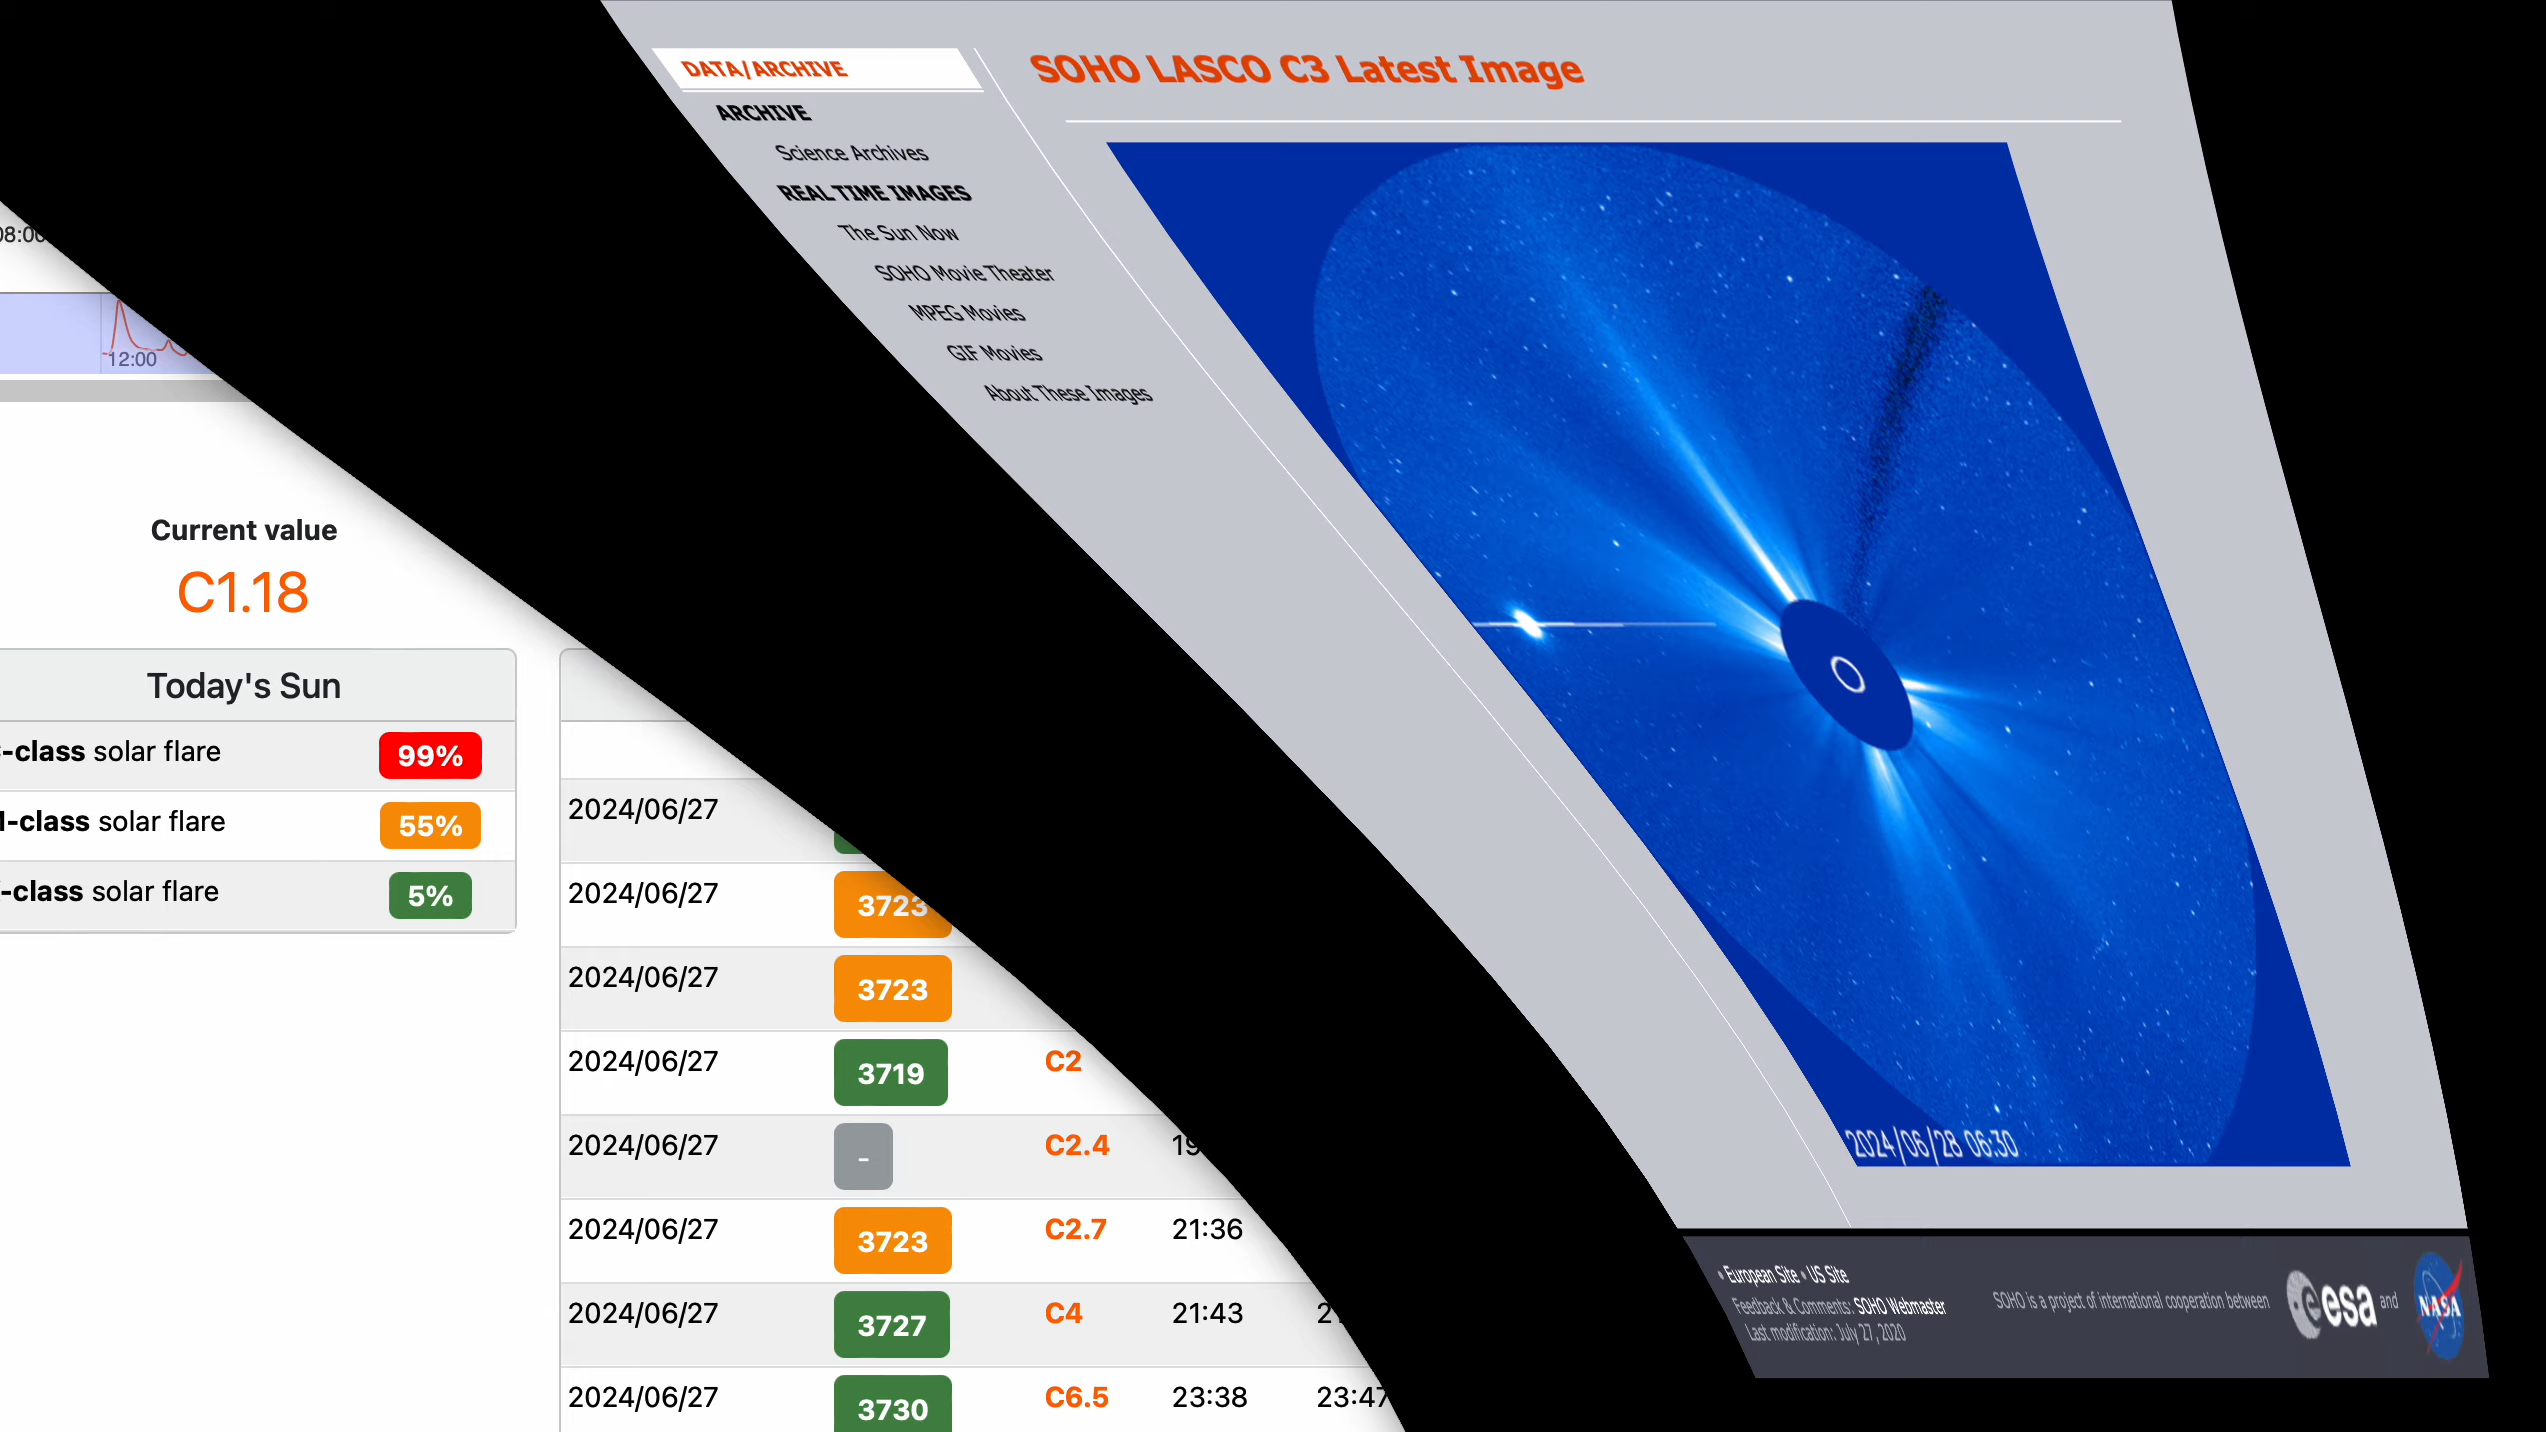 08:00
12:00
Current value
C1.18
Today's Sun
-class solar flare 99%
-class solar flare 55%
-class solar flare 5%
2024/06/27
2024/06/27 3723
2024/06/27 3723
2024/06/27 3719 C2
2024/06/27 - C2.4 19
2024/06/27 3723 C2.7 21:36
2024/06/27 3727 C4 21:43 2
2024/06/27 3730 C6.5 23:38 23:47
DATA/ARCHIVE
ARCHIVE
Science Archives
REAL TIME IMAGES
The Sun Now
SOHO Movie Theater
MPEG Movies
GIF Movies
About These Images
SOHO LASCO C3 Latest Image
2024/06/28 06:30
• European Site • US Site
Feedback & Comments: SOHO Webmaster
Last modification: July 27, 2020
SOHO is a project of international cooperation between esa and NASA